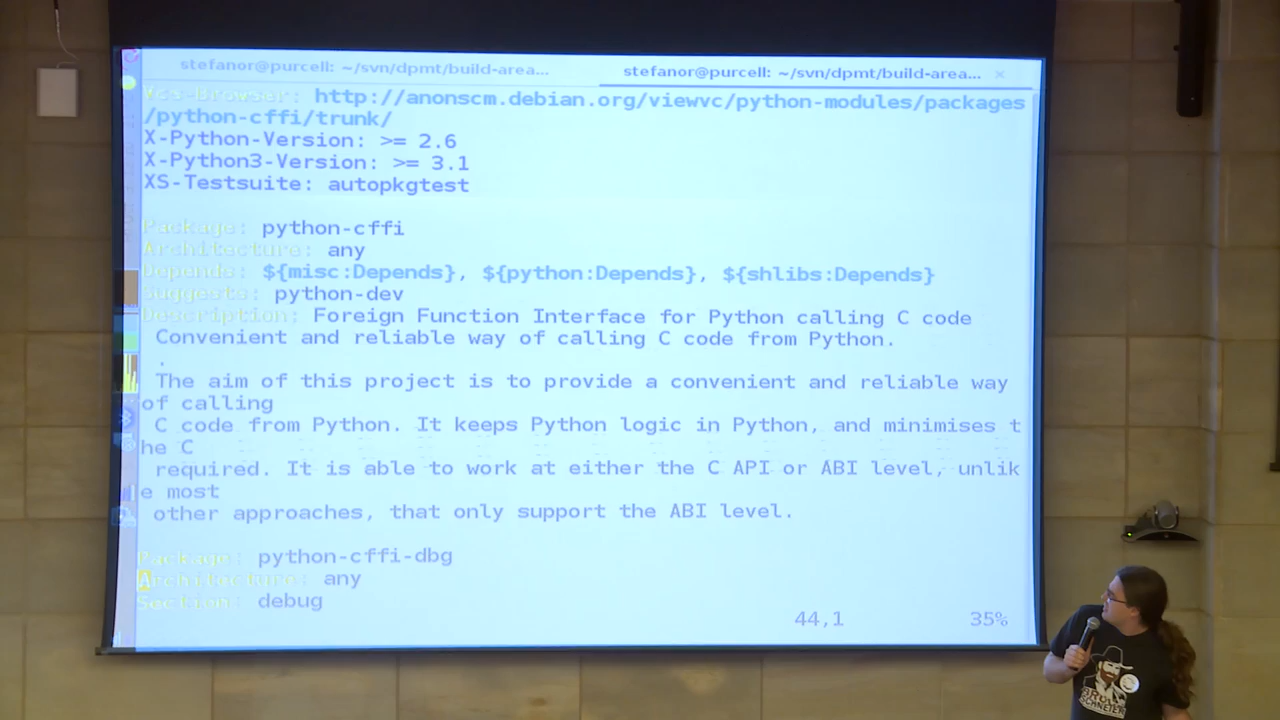 stefanor@purcell: ~/svn/dpmt/build-area...
stefanor@purcell: ~/svn/dpmt/build-area... ×
Vcs-Browser: http://anonscm.debian.org/viewvc/python-modules/packages
/python-cffi/trunk/
X-Python-Version: >= 2.6
X-Python3-Version: >= 3.1
XS-Testsuite: autopkgtest
Package: python-cffi
Architecture: any
Depends: ${misc:Depends}, ${python:Depends}, ${shlibs:Depends}
Suggests: python-dev
Description: Foreign Function Interface for Python calling C code
Convenient and reliable way of calling C code from Python.
.
The aim of this project is to provide a convenient and reliable way
of calling
C code from Python. It keeps Python logic in Python, and minimises t
he C
required. It is able to work at either the C API or ABI level, unlik
e most
other approaches, that only support the ABI level.
Package: python-cffi-dbg
Architecture: any
Section: debug
44,1 35%